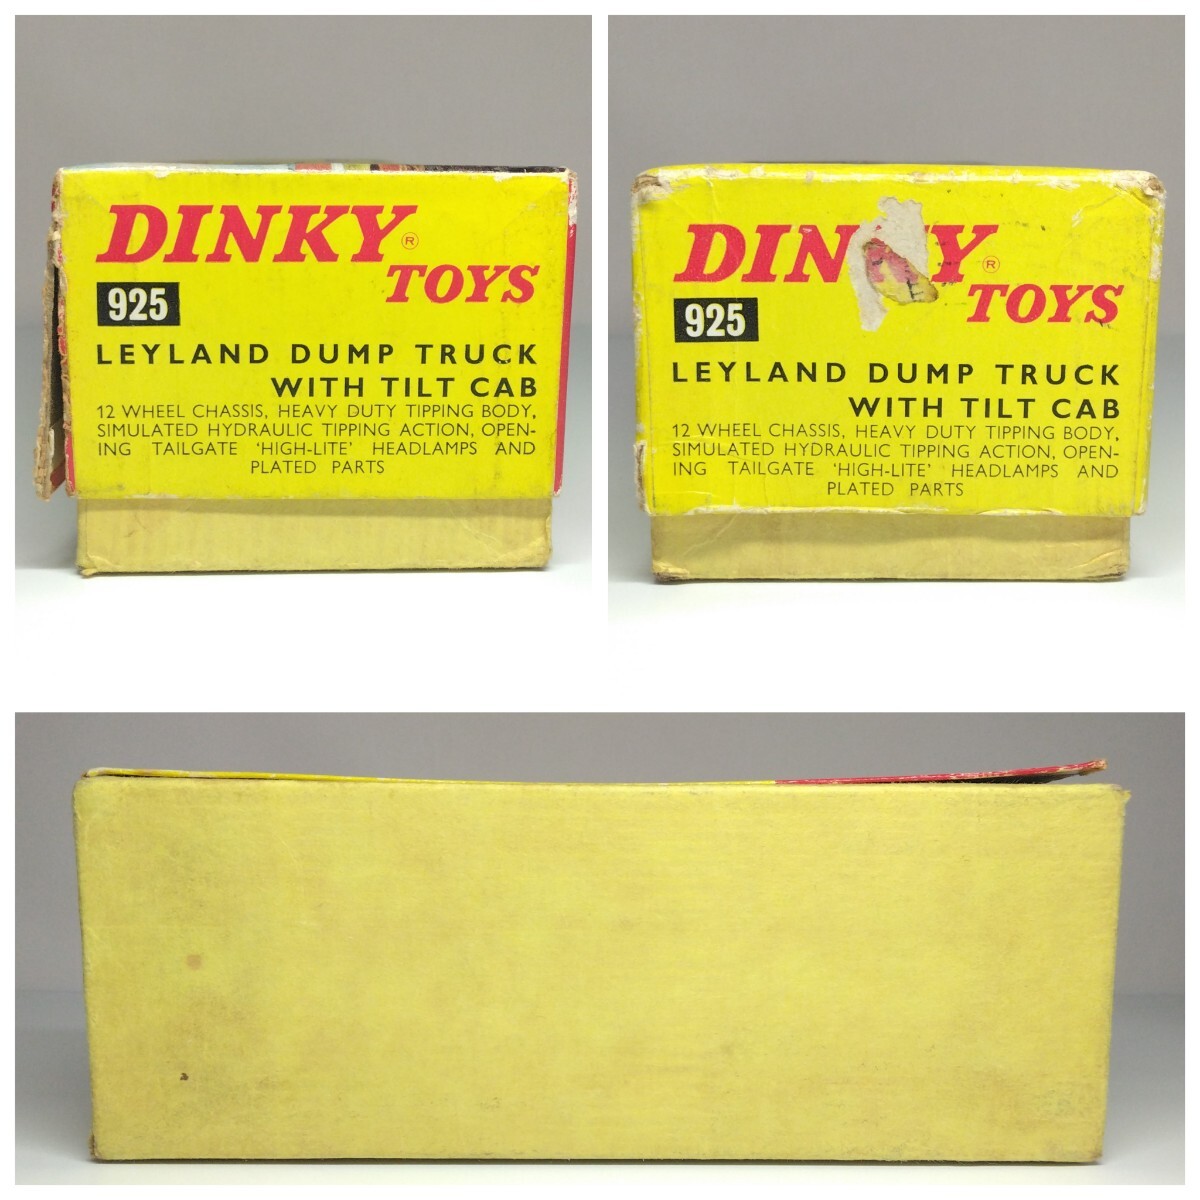 DINKY®
TOYS
925
LEYLAND DUMP TRUCK
WITH TILT CAB
12 WHEEL CHASSIS, HEAVY DUTY TIPPING BODY,
SIMULATED HYDRAULIC TIPPING ACTION, OPEN-
ING TAILGATE 'HIGH-LITE' HEADLAMPS AND
PLATED PARTS
DINKY®
TOYS
925
LEYLAND DUMP TRUCK
WITH TILT CAB
12 WHEEL CHASSIS, HEAVY DUTY TIPPING BODY,
SIMULATED HYDRAULIC TIPPING ACTION, OPEN-
ING TAILGATE 'HIGH-LITE' HEADLAMPS AND
PLATED PARTS